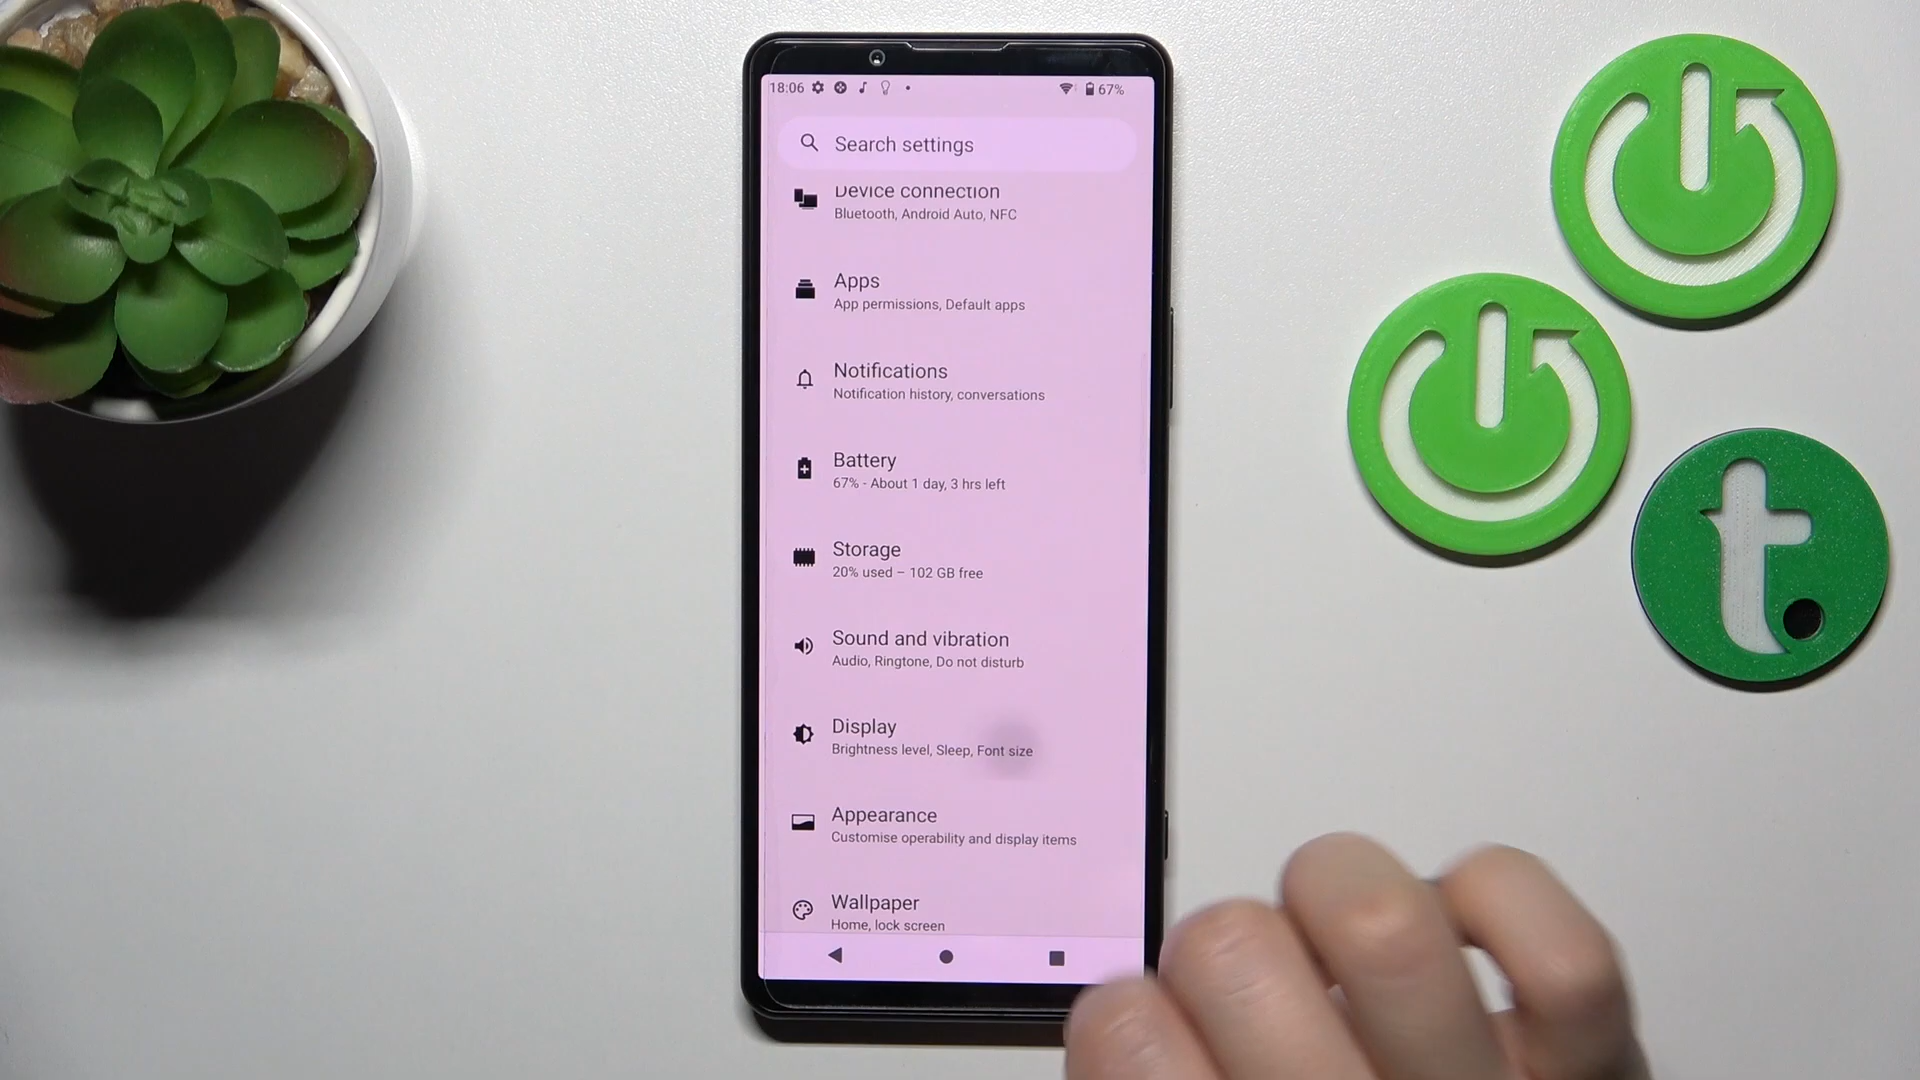 18:06
67%
Search settings
Device connection
Bluetooth, Android Auto, NFC
Apps
App permissions, Default apps
Notifications
Notification history, conversations
Battery
67% - About 1 day, 3 hrs left
Storage
20% used – 102 GB free
Sound and vibration
Audio, Ringtone, Do not disturb
Display
Brightness level, Sleep, Font size
Appearance
Customise operability and display items
Wallpaper
Home, lock screen
t.